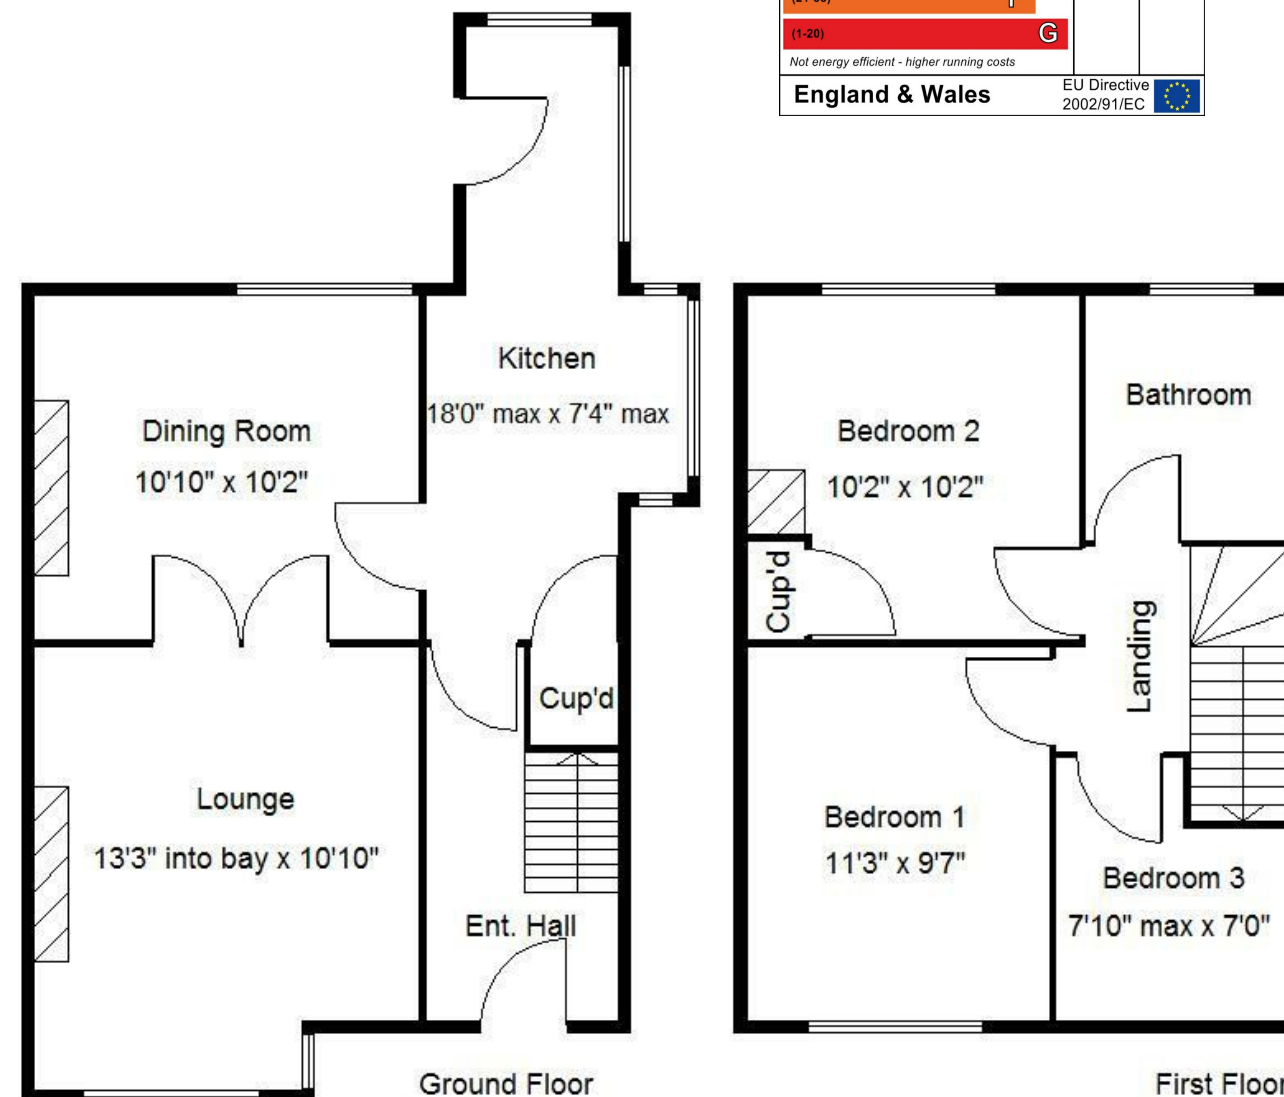 (1-20) G
Not energy efficient - higher running costs
England & Wales
EU Directive
2002/91/EC
Kitchen
18'0" max x 7'4" max
Dining Room
10'10" x 10'2"
Cup'd
Lounge
13'3" into bay x 10'10"
Ent. Hall
Ground Floor
Bathroom
Bedroom 2
10'2" x 10'2"
Cup'd
Landing
Bedroom 1
11'3" x 9'7"
Bedroom 3
7'10" max x 7'0"
First Floor